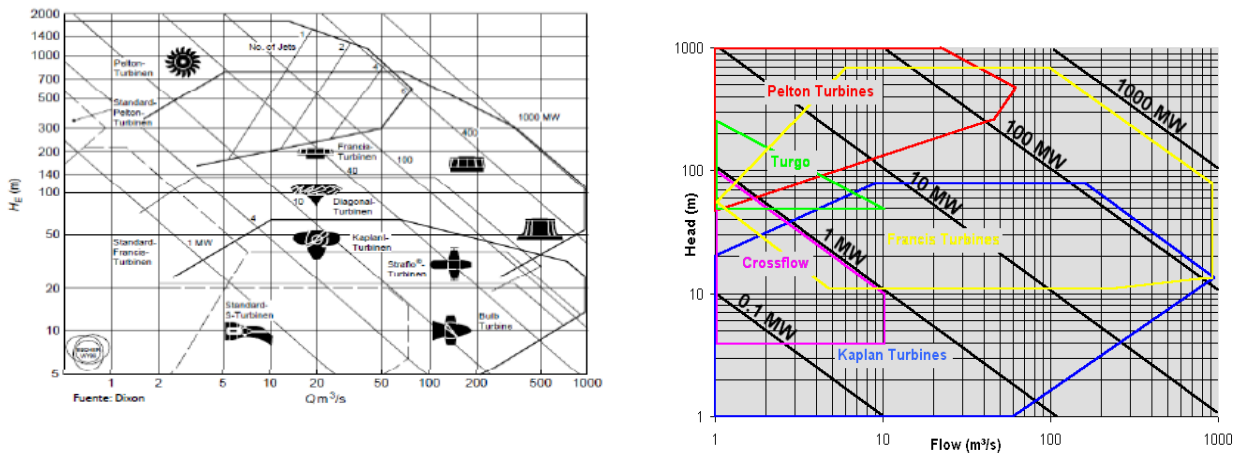 2000
1400
1000
700
500
300
200
140
100
50
20
10
5
H_E (m)
Pelton-
Turbinen
Standard-
Pelton-
Turbinen
No. of Jets
1
2
4
1000 MW
400
100
40
10
4
1 MW
Francis-
Turbinen
Diagonal-
Turbinen
Kaplanl-
Turbinen
Straflo®-
Turbinen
Standard-
Francis-
Turbinen
Standard-
S-Turbinen
Bulb
Turbine
1
2
5
10
20
50
100
200
500
1000
Q m³/s
Fuente: Dixon
1000
100
10
1
Head (m)
Pelton Turbines
Turgo
Crossflow
Francis Turbines
Kaplan Turbines
1000 MW
100 MW
10 MW
1 MW
0.1 MW
1
10
100
1000
Flow (m³/s)